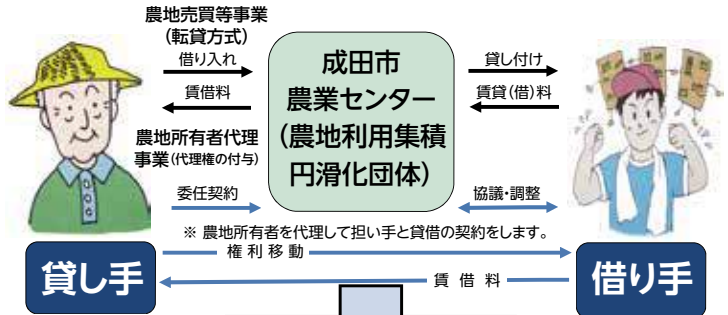 農地売買等事業
(転貸方式)
借り入れ
賃借料
農地所有者代理
事業(代理権の付与)
委任契約
成田市
農業センター
(農地利用集積
円滑化団体)
貸し付け
賃貸(借)料
協議・調整
※ 農地所有者を代理して担い手と貸借の契約をします。
権利移動
賃借料
貸し手
借り手